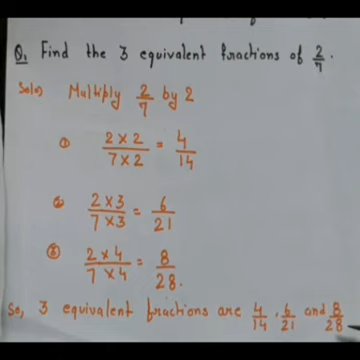 Q. Find the 3 equivalent fractions of 2/7.
Soln) Multiply 2/7 by 2
① 2 × 2 / 7 × 2 = 4/14
② 2 × 3 / 7 × 3 = 6/21
③ 2 × 4 / 7 × 4 = 8/28.
So, 3 equivalent fractions are 4/14, 6/21 and 8/28